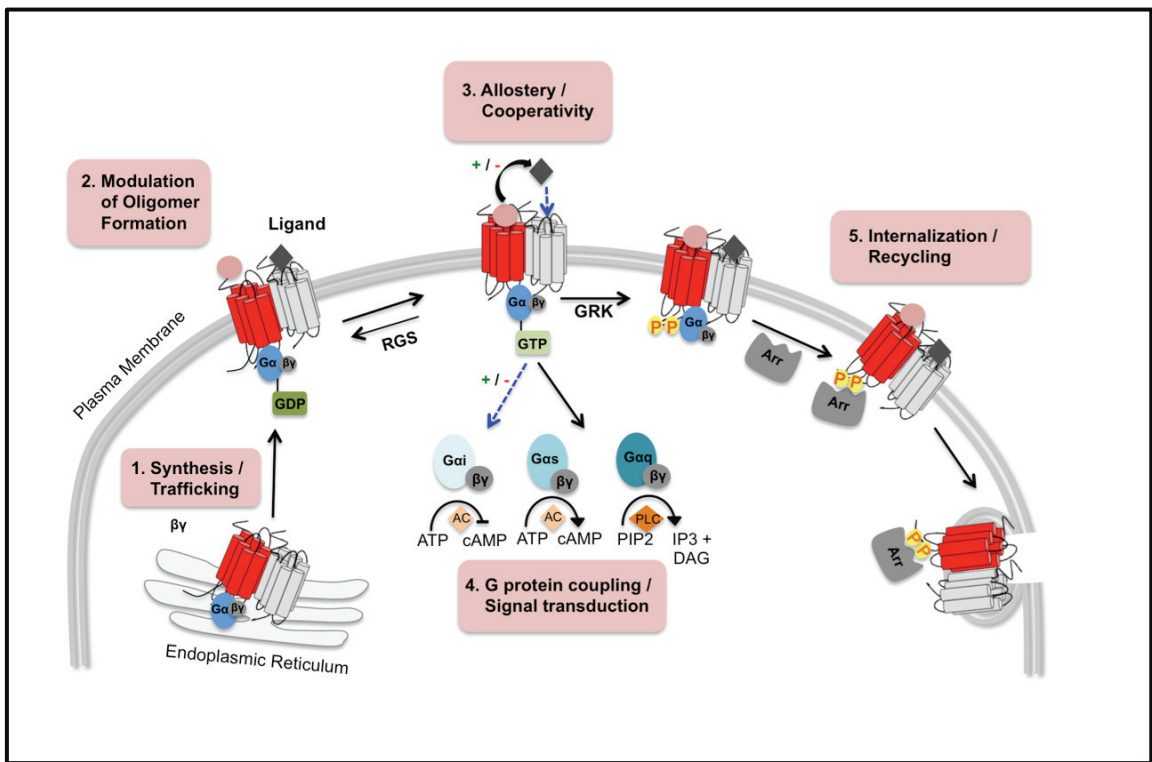 3. Allostery /
Cooperativity
+ / -
2. Modulation
of Oligomer
Formation
Ligand
5. Internalization /
Recycling
Plasma Membrane
Gα βγ
GDP
RGS
Gα βγ
GTP
GRK
P P Gα
βγ
Arr
P P
Arr
+ / -
1. Synthesis /
Trafficking
βγ
Gαi
βγ
Gαs
βγ
Gαq
βγ
AC
ATP cAMP
AC
ATP cAMP
PLC
PIP2 IP3 +
DAG
4. G protein coupling /
Signal transduction
Gα βγ
Endoplasmic Reticulum
P P
Arr